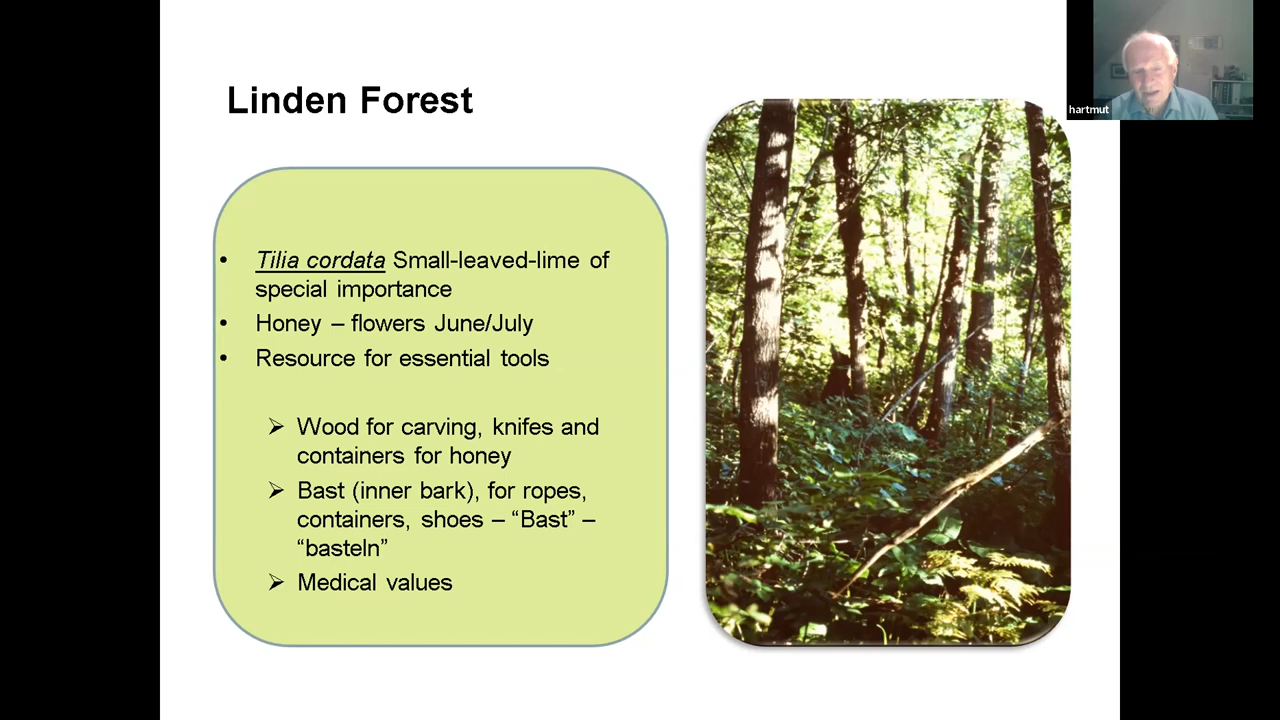 Linden Forest
hartmut
• Tilia cordata Small-leaved-lime of
special importance
• Honey – flowers June/July
• Resource for essential tools
➢ Wood for carving, knifes and
containers for honey
➢ Bast (inner bark), for ropes,
containers, shoes – “Bast” –
“basteln”
➢ Medical values